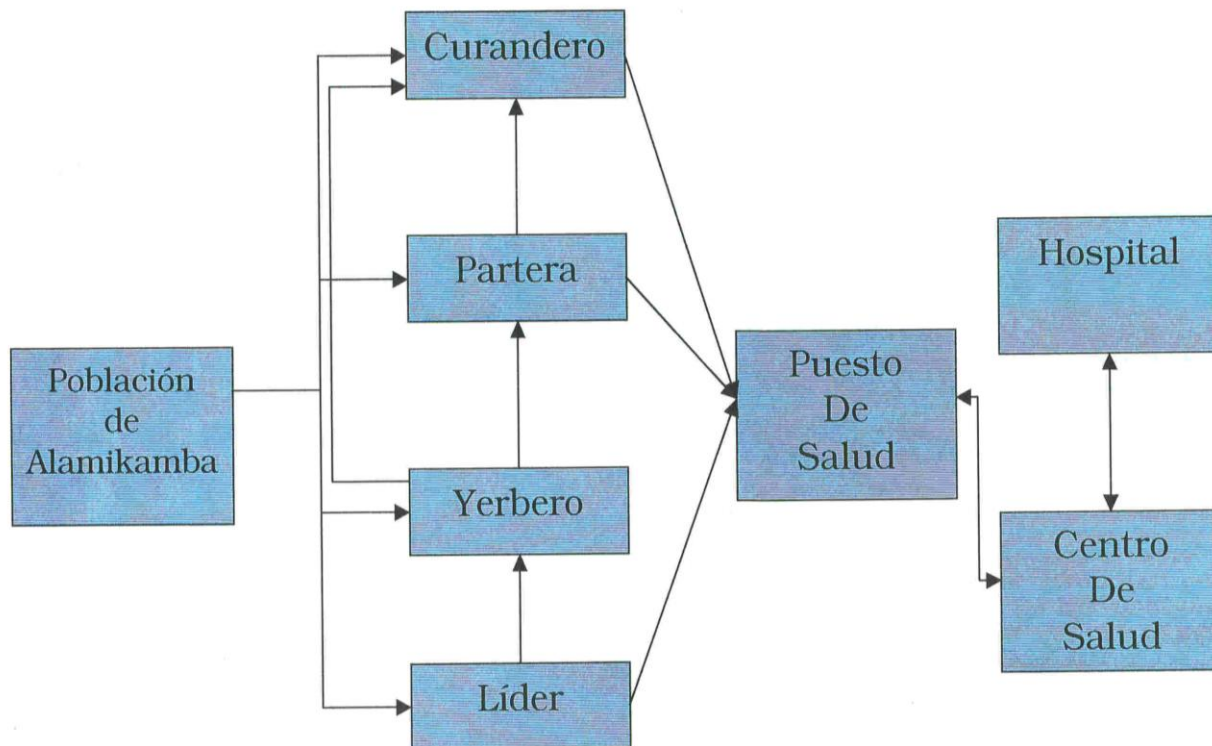 Curandero
Partera
Hospital
Población
de
Alamikamba
Puesto
De
Salud
Yerbero
Centro
De
Salud
Líder